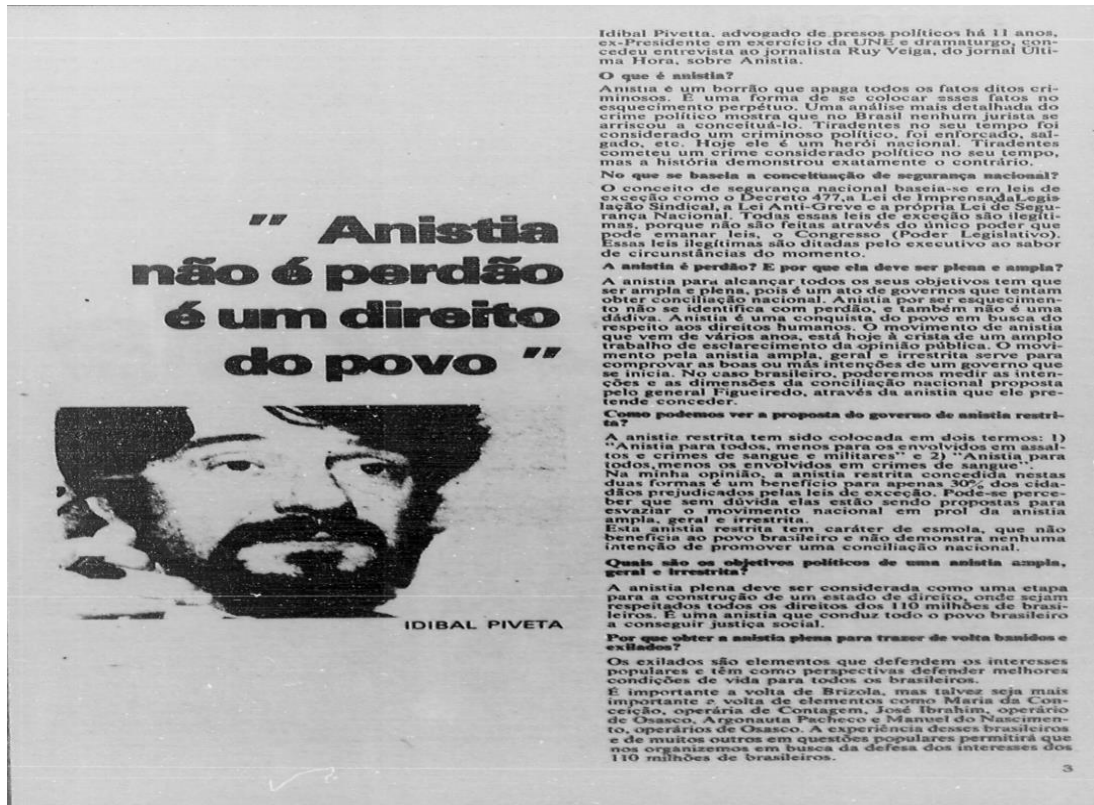 " Anistia
não é perdão
é um direito
do povo "
IDIBAL PIVETA
Idibal Pivetta, advogado de presos políticos há 11 anos,
ex-Presidente em exercício da UNE e dramaturgo, con-
cedeu entrevista ao jornalista Ruy Veiga, do jornal Últi-
ma Hora, sobre Anistia.
O que é anistia?
Anistia é um borrão que apaga todos os fatos ditos cri-
minosos. É uma forma de se colocar esses fatos no
esquecimento perpétuo. Uma análise mais detalhada do
crime político mostra que no Brasil nenhum jurista se
arriscou a conceituá-lo. Tiradentes no seu tempo foi
considerado um criminoso político, foi enforcado, sal-
gado, etc. Hoje ele é um herói nacional. Tiradentes
cometeu um crime considerado político no seu tempo,
mas a história demonstrou exatamente o contrário.
No que se baseia a conceituação de segurança nacional?
O conceito de segurança nacional baseia-se em leis de
exceção como o Decreto 477,a Lei de Imprensa,daLegis-
lação Sindical, a Lei Anti-Greve e a própria Lei de Segu-
rança Nacional. Todas essas leis de exceção são ilegíti-
mas, porque não são feitas através do único poder que
pode emanar leis, o Congresso (Poder Legislativo).
Essas leis ilegítimas são ditadas pelo executivo ao sabor
de circunstâncias do momento.
A anistia é perdão? E por que ela deve ser plena e ampla?
A anistia para alcançar todos os seus objetivos tem que
ser ampla e plena, pois é um ato de governos que tentam
obter conciliação nacional. Anistia por ser esquecimen-
to não se identifica com perdão, e também não é uma
dádiva. Anistia é uma conquista do povo em busca do
respeito aos direitos humanos. O movimento de anistia
que vem de vários anos, está hoje à crista de um amplo
trabalho de esclarecimento da opinião pública. O movi-
mento pela anistia ampla, geral e irrestrita serve para
comprovar as boas ou más intenções de um governo que
se inicia. No caso brasileiro, poderemos medir as inten-
ções e as dimensões da conciliação nacional proposta
pelo general Figueiredo, através da anistia que ele pre-
tende conceder.
Como podemos ver a proposta do governo de anistia restri-
ta?
A anistia restrita tem sido colocada em dois termos: 1)
"Anistia para todos, menos para os envolvidos em assal-
tos e crimes de sangue e militares" e 2) "Anistia para
todos,menos os envolvidos em crimes de sangue".
Na minha opinião, a anistia restrita concedida nestas
duas formas é um benefício para apenas 30% dos cida-
dãos prejudicados pelas leis de exceção. Pode-se perce-
ber que sem dúvida elas estão sendo propostas para
esvaziar o movimento nacional em prol da anistia
ampla, geral e irrestrita.
Esta anistia restrita tem caráter de esmola, que não
beneficia ao povo brasileiro e não demonstra nenhuma
intenção de promover uma conciliação nacional.
Quais são os objetivos políticos de uma anistia ampla,
geral e irrestrita?
A anistia plena deve ser considerada como uma etapa
para a construção de um estado de direito, onde sejam
respeitados todos os direitos dos 110 milhões de brasi-
leiros. É uma anistia que conduz todo o povo brasileiro
a conseguir justiça social.
Por que obter a anistia plena para trazer de volta banidos e
exilados?
Os exilados são elementos que defendem os interesses
populares e têm como perspectivas defender melhores
condições de vida para todos os brasileiros.
É importante a volta de Brizola, mas talvez seja mais
importante a volta de elementos como Maria da Con-
ceição, operária de Contagem, José Ibrahim, operário
de Osasco, Argonauta Pacheco e Manuel do Nascimen-
to, operários de Osasco. A experiência desses brasileiros
e de muitos outros em questões populares permitirá que
nos organizemos em busca da defesa dos interesses dos
110 milhões de brasileiros.
3